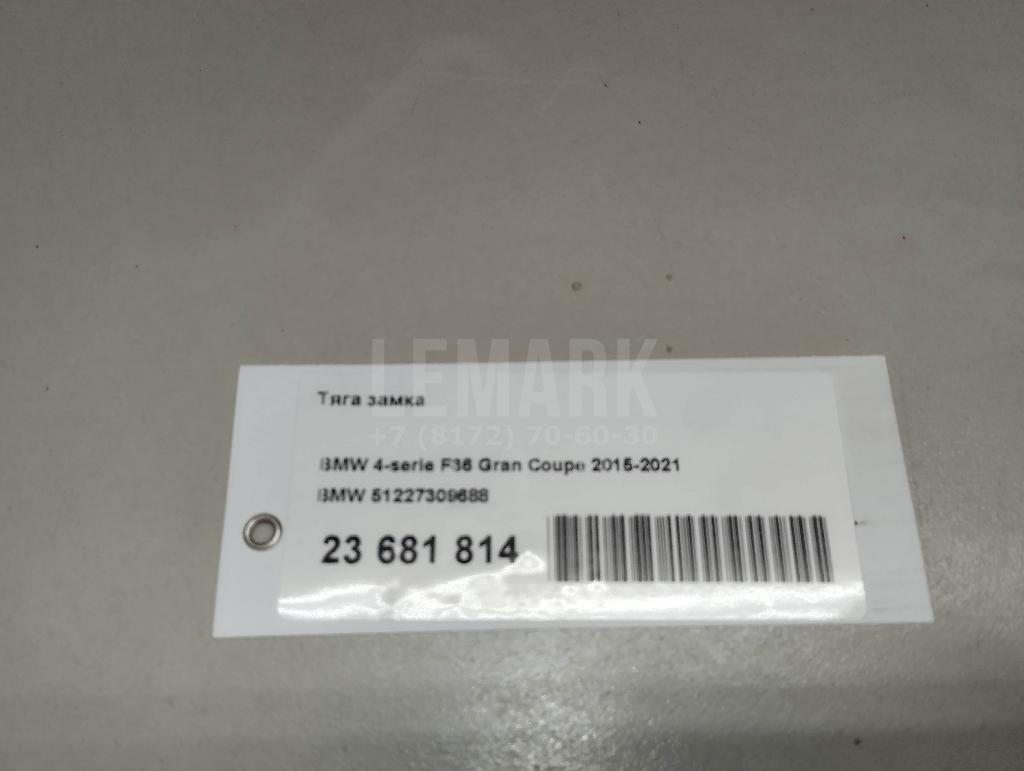 LEMARK
+7 (8172) 70-60-30
Тяга замка
BMW 4-serie F36 Gran Coupe 2015-2021
BMW 51227309688
23 681 814